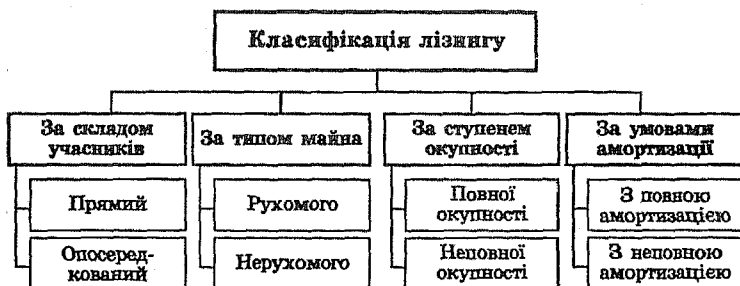 Класифікація лізингу
За складом
учасників
За типом майна
За ступенем
окупності
За умовами
амортизації
Прямий
Рухомого
Повної
окупності
З повною
амортизацією
Опосеред-
кований
Нерухомого
Неповної
окупності
З неповною
амортизацією